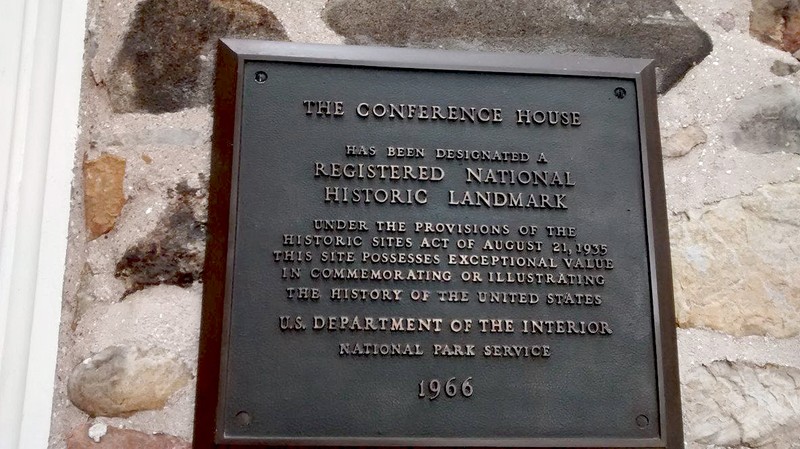 THE CONFERENCE HOUSE
HAS BEEN DESIGNATED A
REGISTERED NATIONAL
HISTORIC LANDMARK
UNDER THE PROVISIONS OF THE
HISTORIC SITES ACT OF AUGUST 21, 1935
THIS SITE POSSESSES EXCEPTIONAL VALUE
IN COMMEMORATING OR ILLUSTRATING
THE HISTORY OF THE UNITED STATES
U.S. DEPARTMENT OF THE INTERIOR
NATIONAL PARK SERVICE
1966